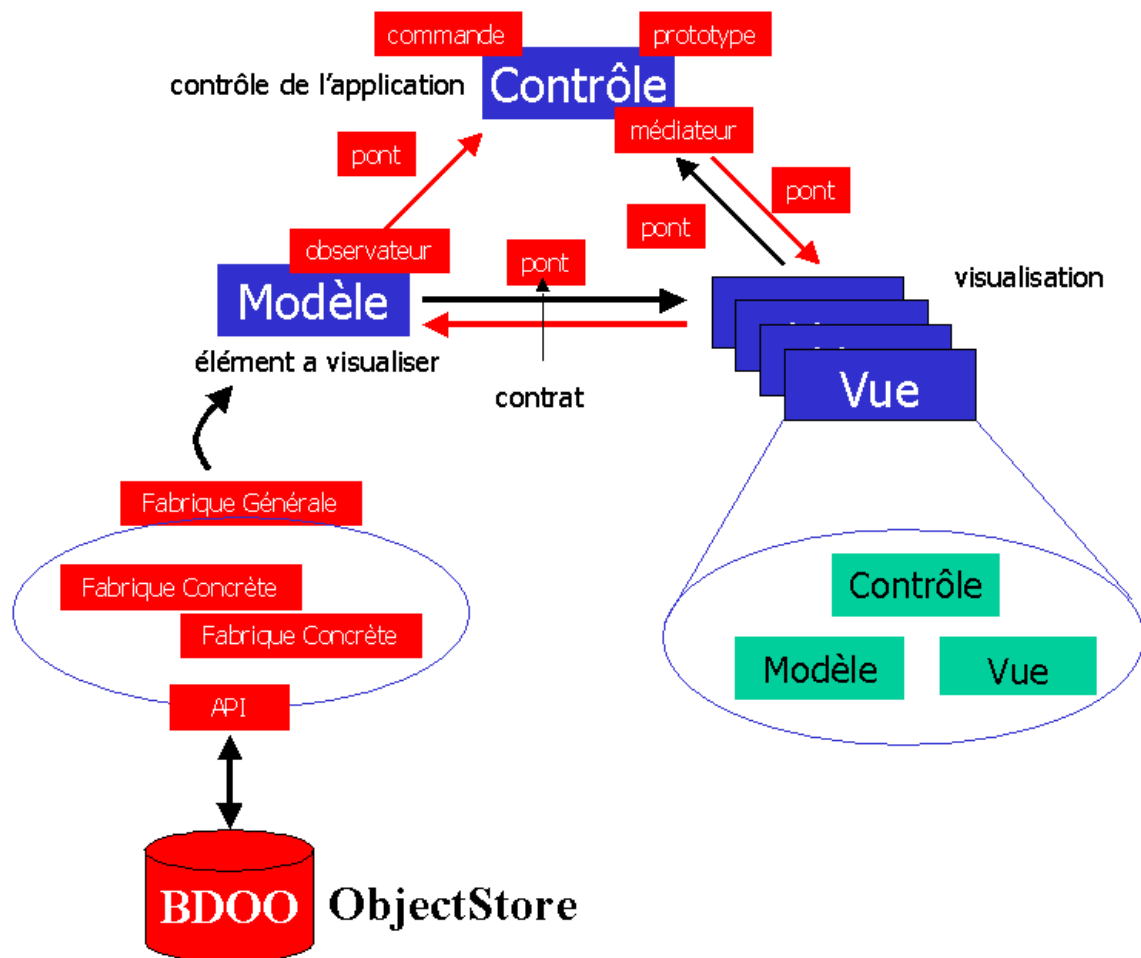 commande
prototype
contrôle de l'application
Contrôle
médiateur
pont
pont
pont
observateur
pont
visualisation
Modèle
élément a visualiser
contrat
Vue
Fabrique Générale
Fabrique Concrète
Fabrique Concrète
API
Contrôle
Modèle
Vue
BDOO
ObjectStore